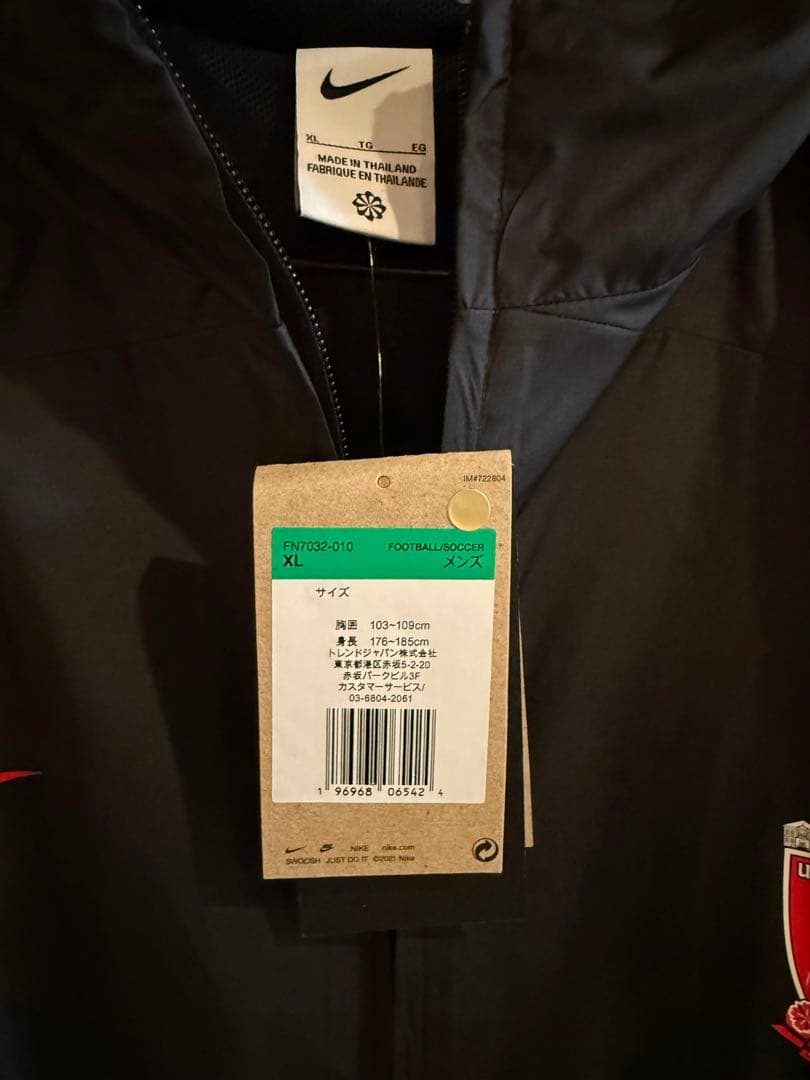 XL TG EG
MADE IN THAILAND
FABRIQUE EN THAILANDE
IM#722804
FN7032-010 FOOTBALL/SOCCER
XL メンズ
サイズ
胸囲 103~109cm
身長 176~185cm
トレンドジャパン株式会社
東京都港区赤坂5-2-20
赤坂パークビル3F
カスタマーサービス/
03-6804-2061
1 96968 06542 4
NIKE nike.com
SWOOSH JUST DO IT ©2021 Nike